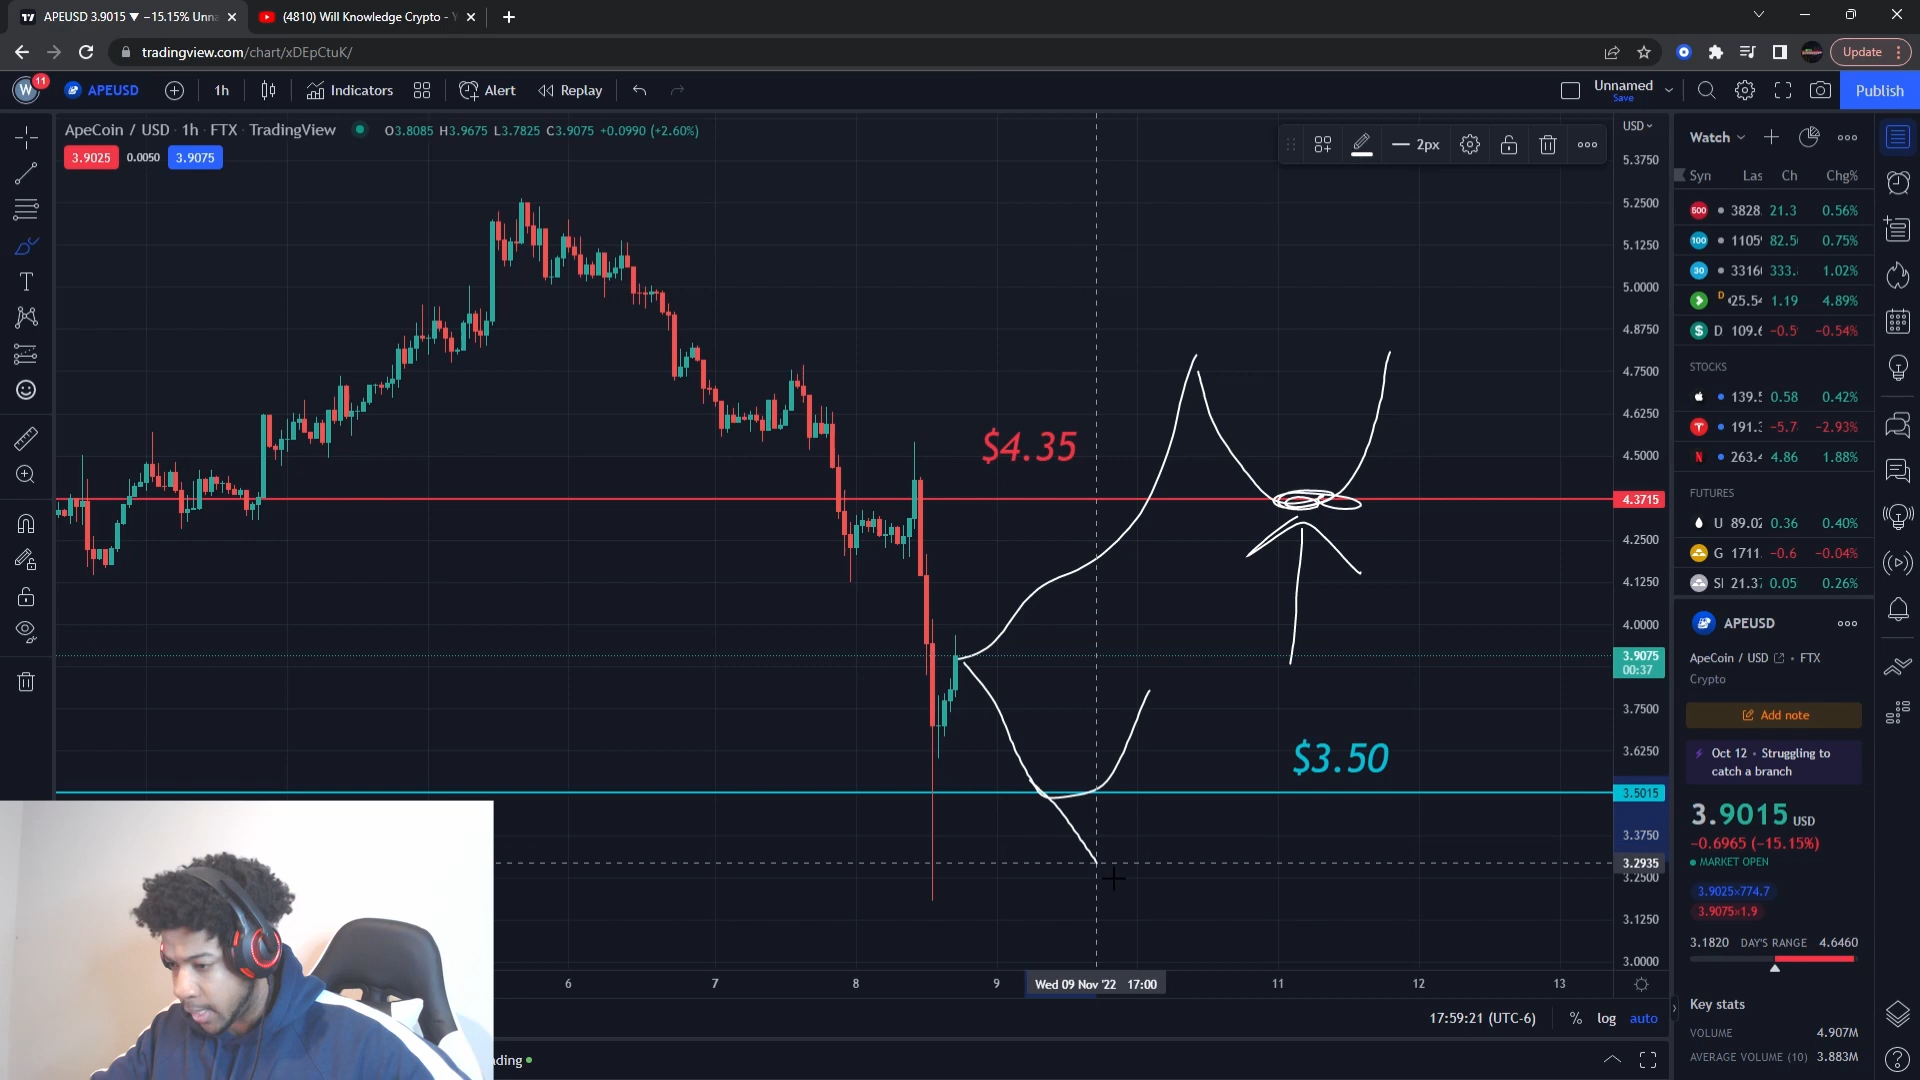 APEUSD 3.9015 ▼ −15.15% Unna
(4810) Will Knowledge Crypto - Y
tradingview.com/chart/xDEpCtuK/
Update
W
11
APEUSD
1h
Indicators
Alert
Replay
Unnamed
Save
Publish
ApeCoin / USD · 1h · FTX · TradingView
O3.8085 H3.9675 L3.7825 C3.9075 +0.0990 (+2.60%)
3.9025
0.0050
3.9075
2px
USD
5.3750
5.2500
5.1250
5.0000
4.8750
4.7500
4.6250
4.5000
4.3715
4.2500
4.1250
4.0000
3.9075
00:37
3.7500
3.6250
3.5015
3.3750
3.2935
3.2500
3.1250
3.0000
$4.35
$3.50
6
7
8
9
Wed 09 Nov '22 17:00
11
12
13
17:59:21 (UTC-6)
%
log
auto
ading
Watch
Syn Las Ch Chg%
500 3828. 21.3 0.56%
100 1105 82.5 0.75%
30 3316 333. 1.02%
D 25.54 1.19 4.89%
$ D 109.6 −0.5 −0.54%
STOCKS
139.5 0.58 0.42%
191.3 −5.7 −2.93%
N 263.4 4.86 1.88%
FUTURES
U 89.02 0.36 0.40%
G 1711. −0.6 −0.04%
SI 21.37 0.05 0.26%
APEUSD
ApeCoin / USD · FTX
Crypto
Add note
Oct 12 · Struggling to
catch a branch
3.9015 USD
−0.6965 (−15.15%)
MARKET OPEN
3.9025×774.7
3.9075×1.9
3.1820 DAY'S RANGE 4.6460
Key stats
VOLUME 4.907M
AVERAGE VOLUME (10) 3.883M